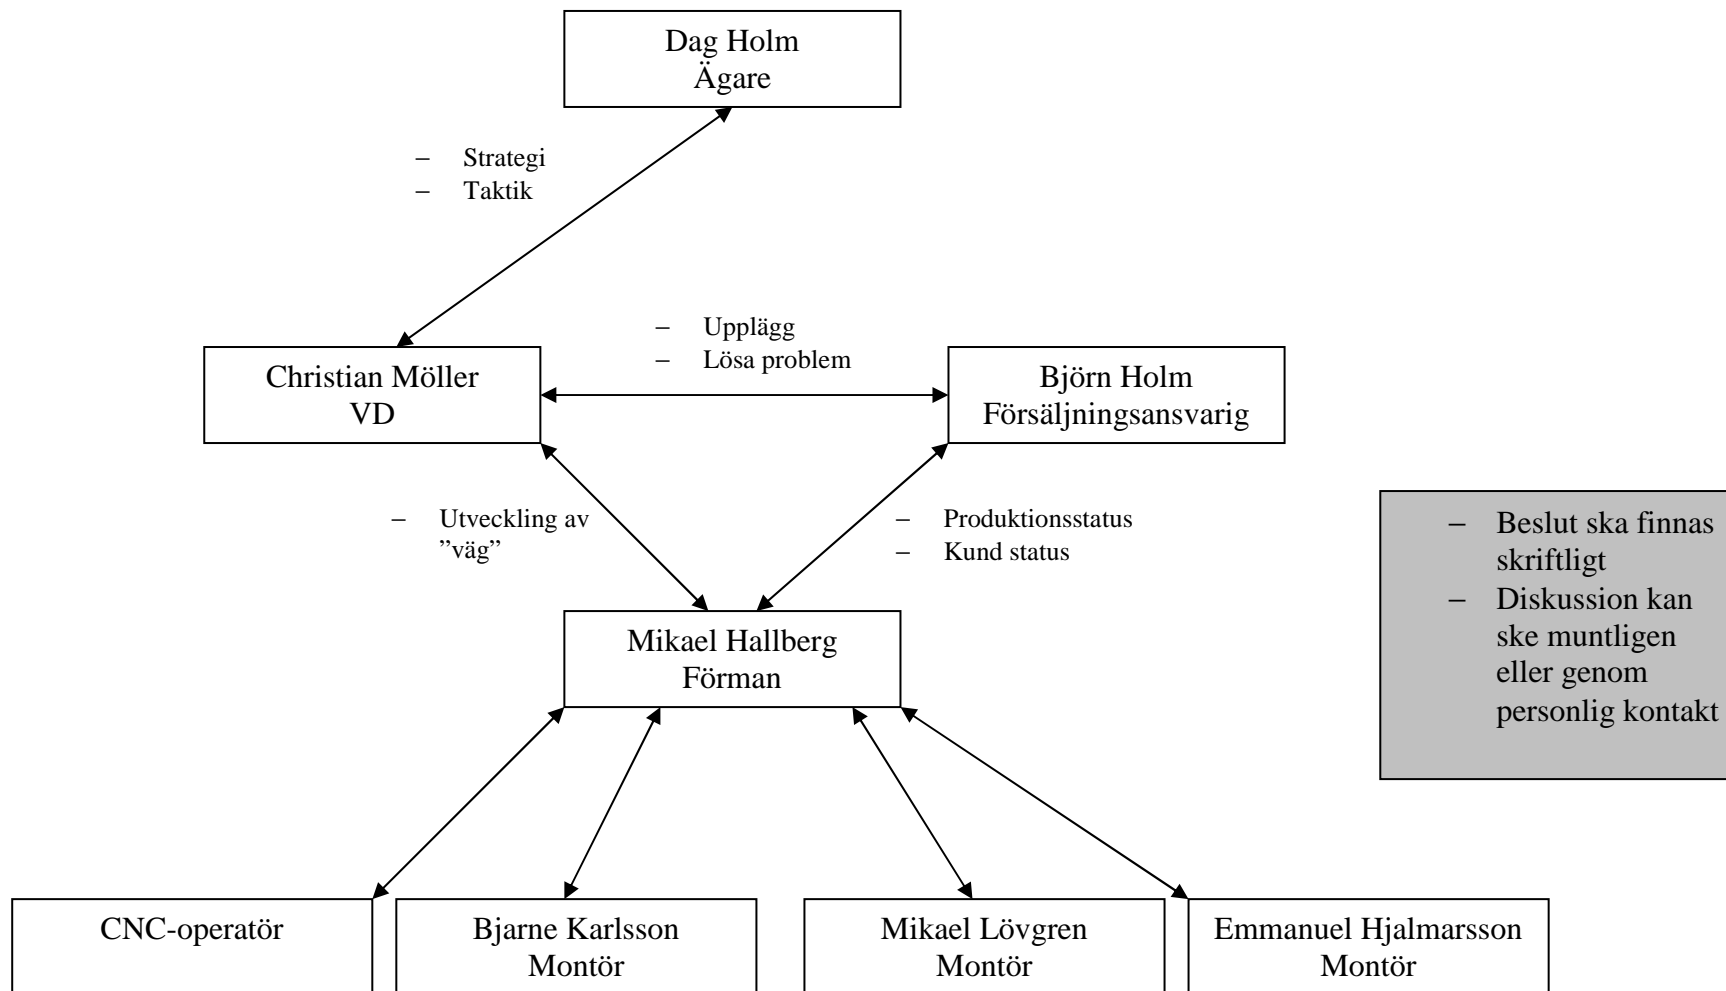 Dag Holm
Ägare
– Strategi
– Taktik
– Upplägg
– Lösa problem
Christian Möller
VD
Björn Holm
Försäljningsansvarig
– Utveckling av
”väg”
– Produktionsstatus
– Kund status
– Beslut ska finnas
skriftligt
– Diskussion kan
ske muntligen
eller genom
personlig kontakt
Mikael Hallberg
Förman
CNC-operatör
Bjarne Karlsson
Montör
Mikael Lövgren
Montör
Emmanuel Hjalmarsson
Montör